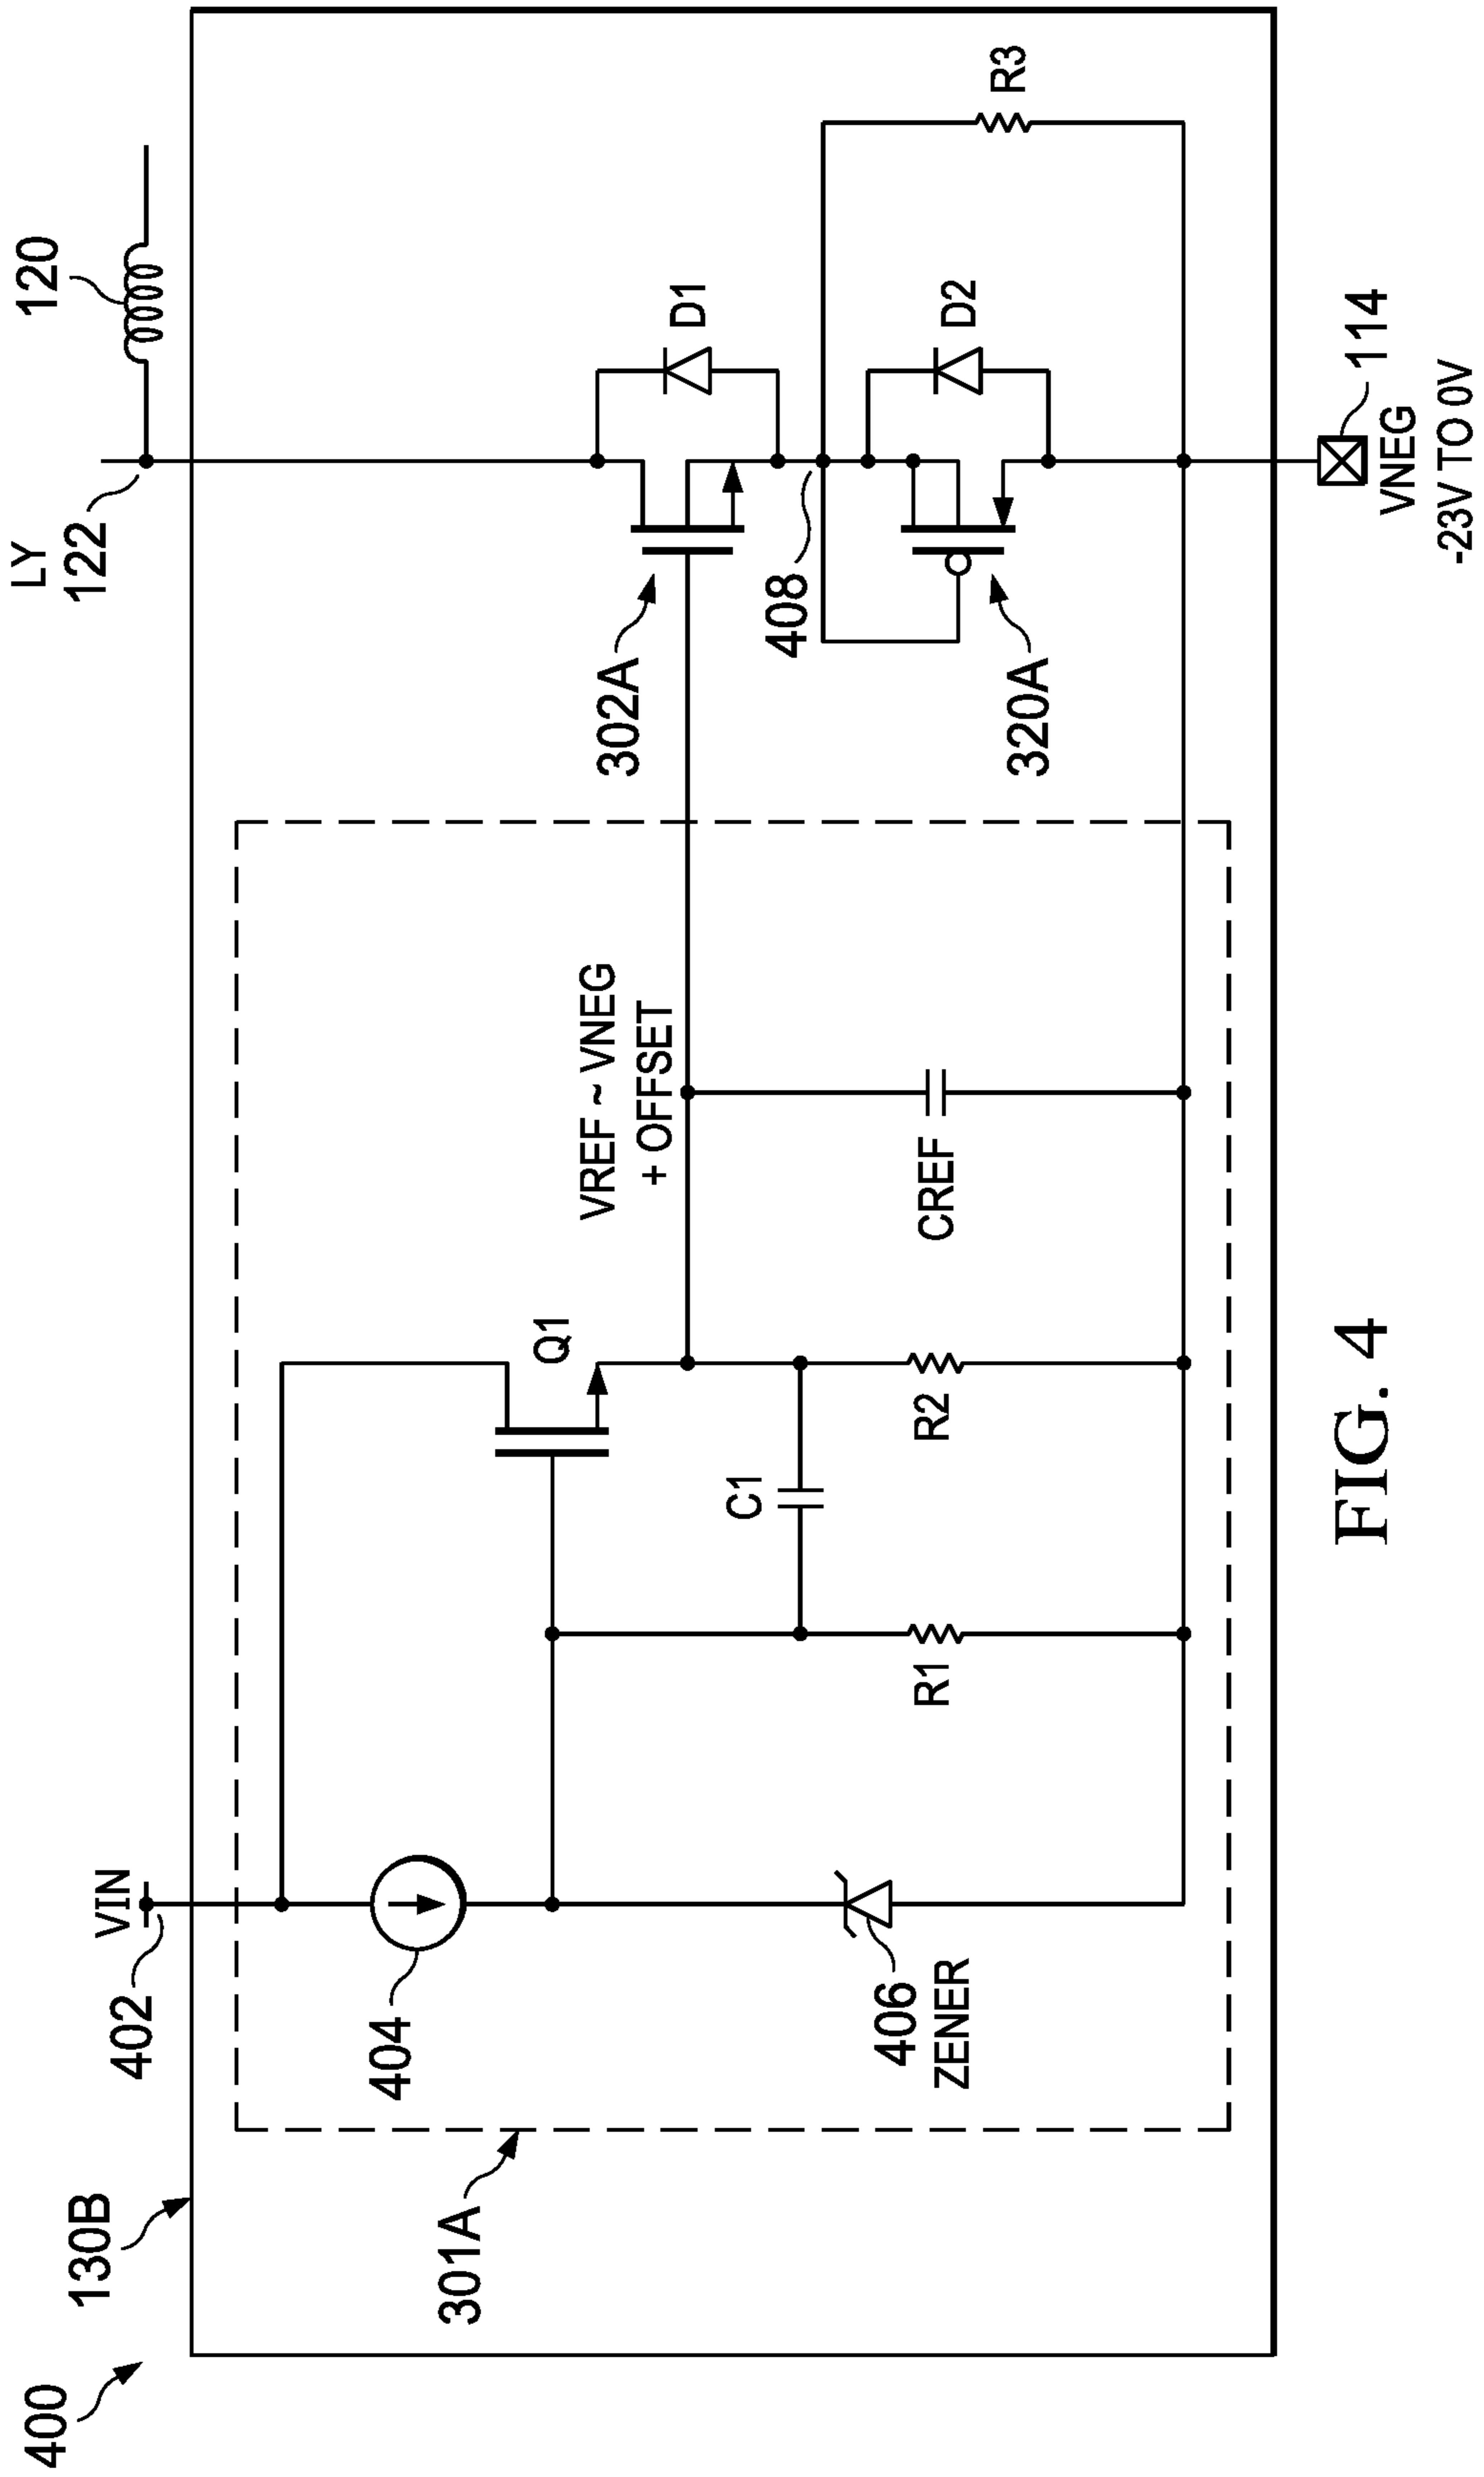 400
130B
402
VIN
LY
122
120
301A
404
406
ZENER
Q1
C1
R1
R2
VREF ~ VNEG
+ OFFSET
CREF
302A
408
320A
D1
D2
R3
114
VNEG
-23V TO 0V
FIG. 4